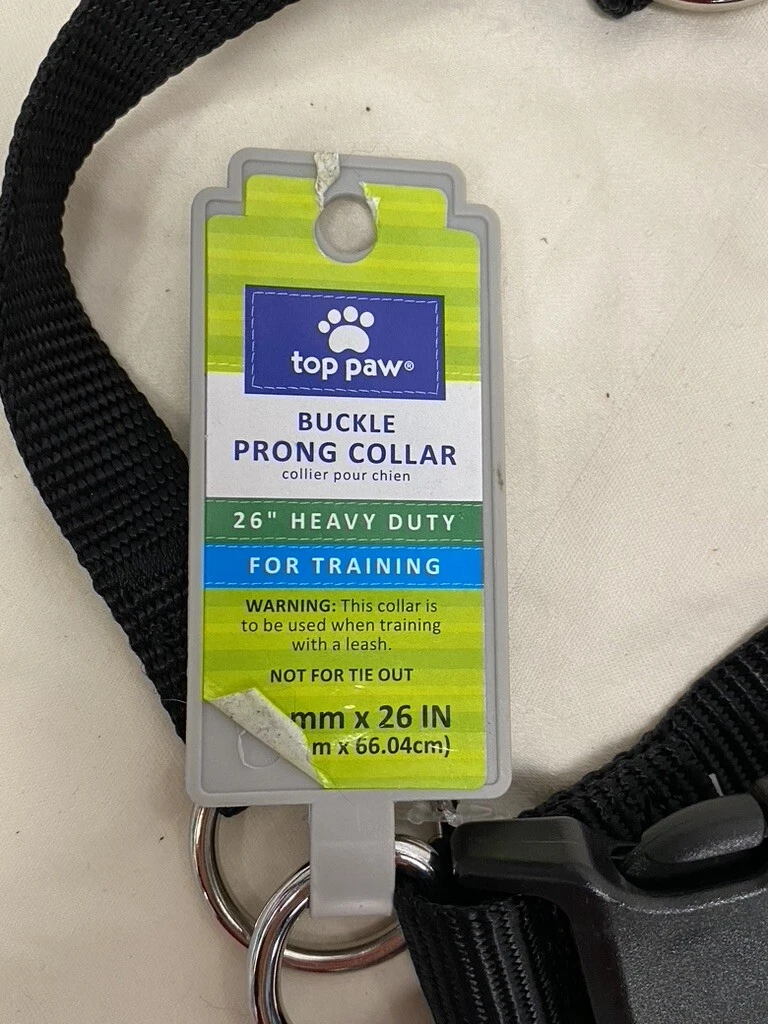 top paw®
BUCKLE
PRONG COLLAR
collier pour chien
26" HEAVY DUTY
FOR TRAINING
WARNING: This collar is
to be used when training
with a leash.
NOT FOR TIE OUT
mm x 26 IN
m x 66.04cm)